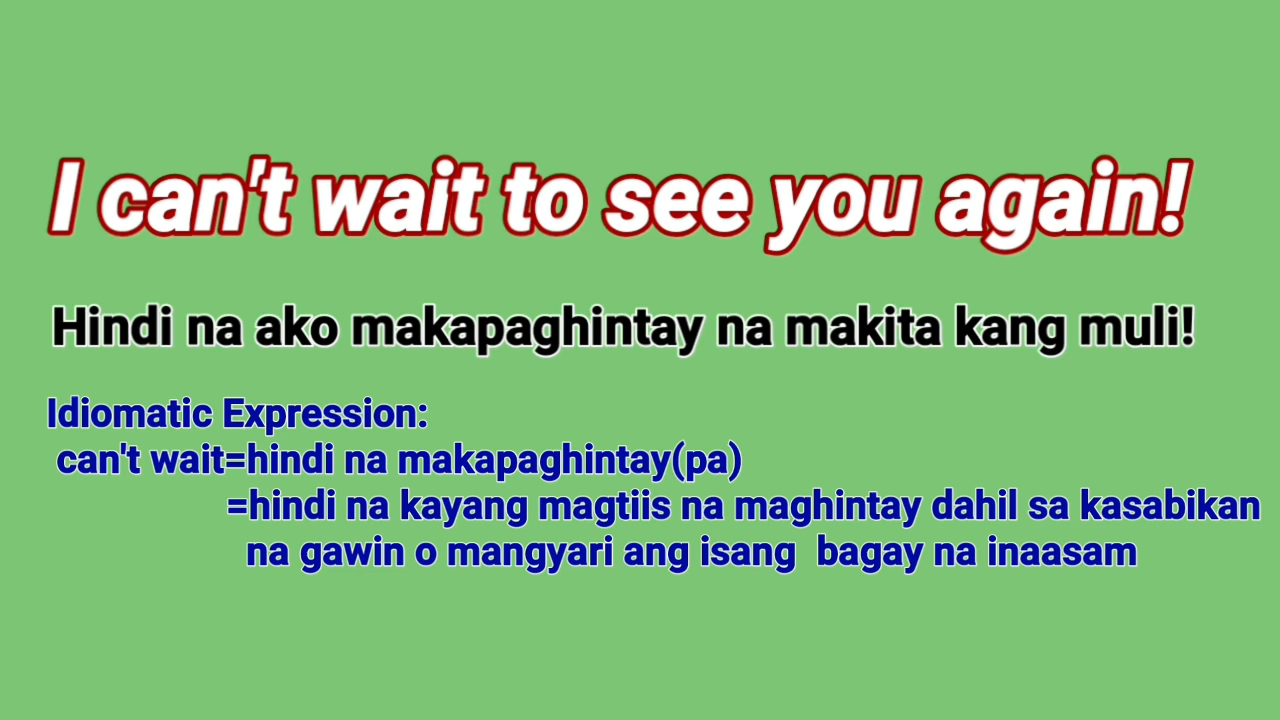 I can't wait to see you again!
Hindi na ako makapaghintay na makita kang muli!
Idiomatic Expression:
can't wait=hindi na makapaghintay(pa)
=hindi na kayang magtiis na maghintay dahil sa kasabikan
na gawin o mangyari ang isang  bagay na inaasam